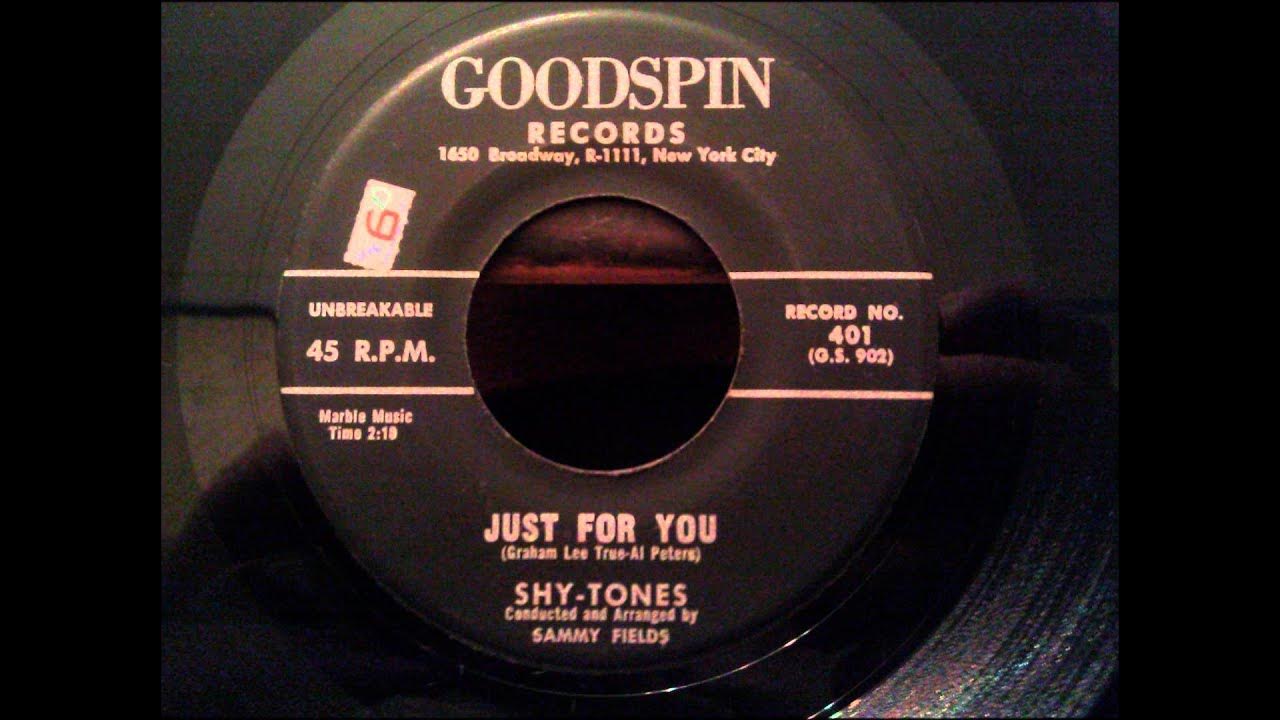 GOODSPIN
RECORDS
1650 Broadway, R-1111, New York City
UNBREAKABLE
45 R.P.M.
RECORD NO.
401
(G.S. 902)
Marble Music
Time 2:18
JUST FOR YOU
(Graham Lee True-Al Peters)
SHY-TONES
Conducted and Arranged by
SAMMY FIELDS